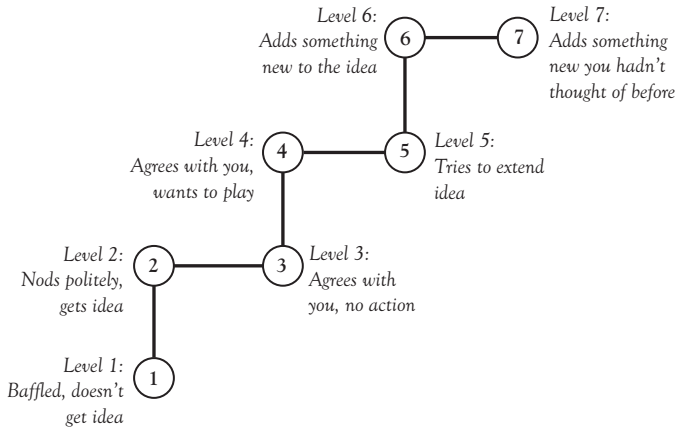 Level 6:
Adds something
new to the idea
6
7
Level 7:
Adds something
new you hadn't
thought of before
Level 4:
Agrees with you,
wants to play
4
5
Level 5:
Tries to extend
idea
Level 2:
Nods politely,
gets idea
2
3
Level 3:
Agrees with
you, no action
Level 1:
Baffled, doesn't
get idea
1